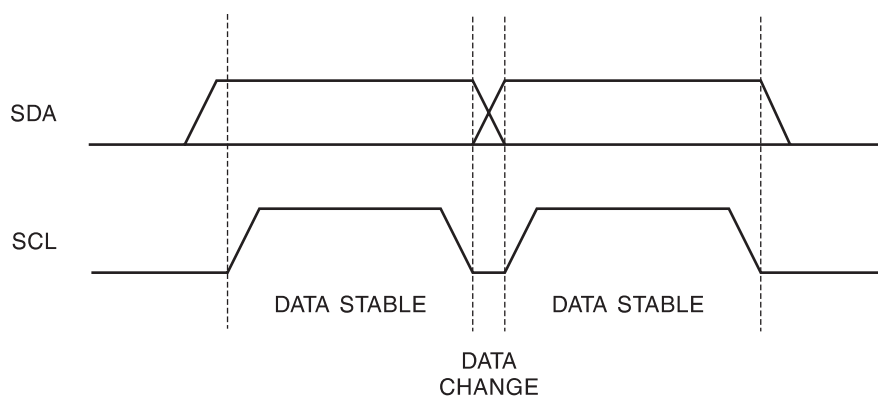 SDA
SCL
DATA STABLE
DATA STABLE
DATA
CHANGE